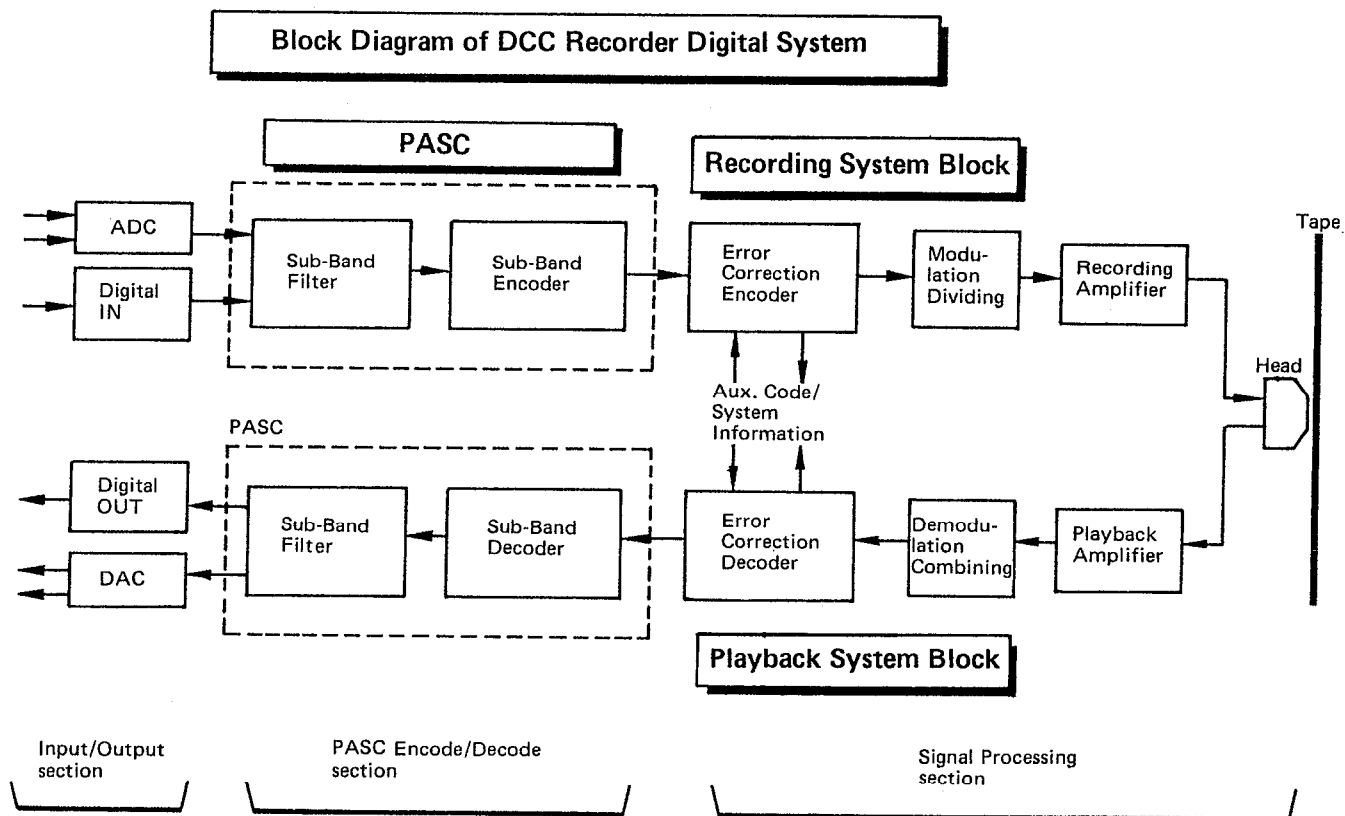 Block Diagram of DCC Recorder Digital System
PASC
Recording System Block
Tape
ADC
Digital
IN
Sub-Band
Filter
Sub-Band
Encoder
Error
Correction
Encoder
Modu-
lation
Dividing
Recording
Amplifier
Head
Aux. Code/
System
Information
PASC
Digital
OUT
DAC
Sub-Band
Filter
Sub-Band
Decoder
Error
Correction
Decoder
Demodu-
lation
Combining
Playback
Amplifier
Playback System Block
Input/Output
section
PASC Encode/Decode
section
Signal Processing
section